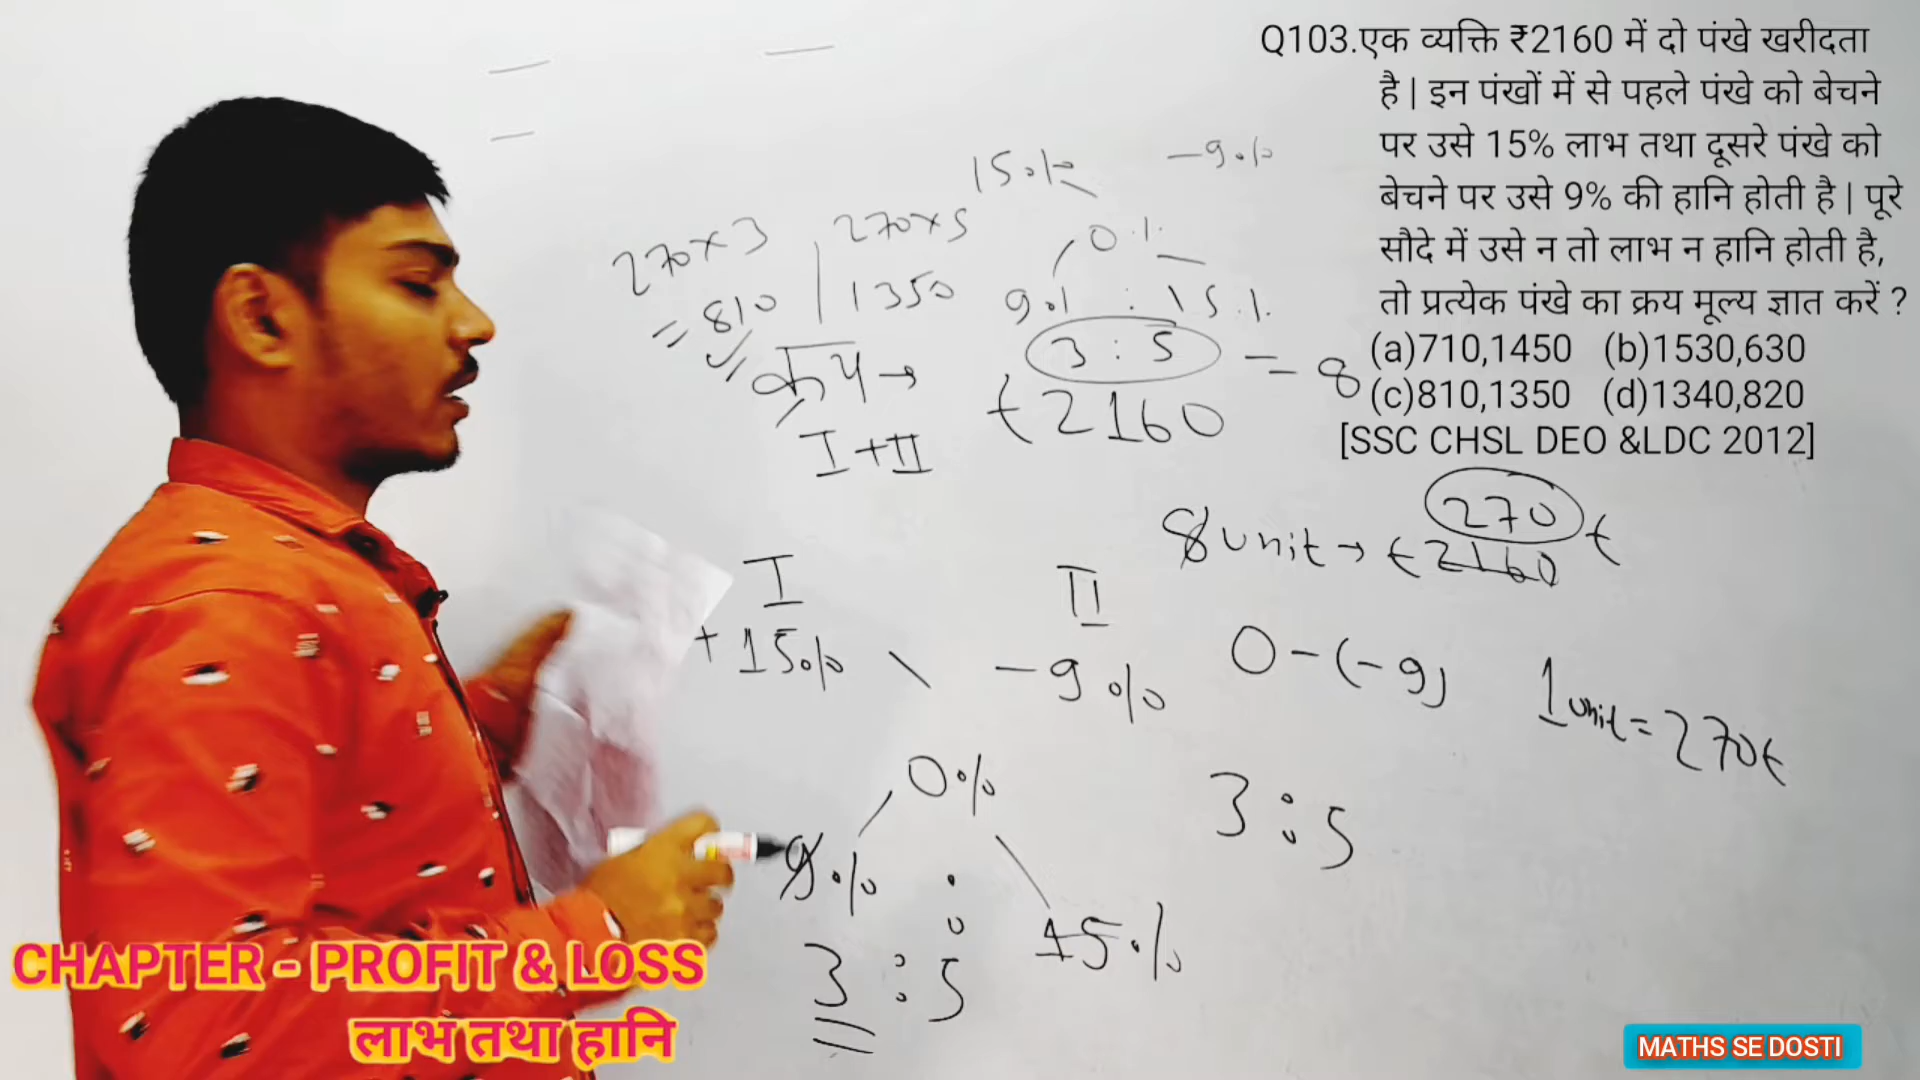 Q103.एक व्यक्ति ₹2160 में दो पंखे खरीदता
है | इन पंखों में से पहले पंखे को बेचने
पर उसे 15% लाभ तथा दूसरे पंखे को
बेचने पर उसे 9% की हानि होती है | पूरे
सौदे में उसे न तो लाभ न हानि होती है,
तो प्रत्येक पंखे का क्रय मूल्य ज्ञात करें ?
(a)710,1450 (b)1530,630
(c)810,1350 (d)1340,820
[SSC CHSL DEO &LDC 2012]
15% -9%
270×3 | 270×5
0%
= 810 | 1350
9% : 15%
3 : 5 = 8
क्रय → ₹2160
I+II
270
8 unit → ₹2160 ₹
I II
+15% -9%
0-(-9)
1 unit = 270₹
0%
3 : 5
9% : 15%
3 : 5
CHAPTER - PROFIT & LOSS
लाभ तथा हानि
MATHS SE DOSTI